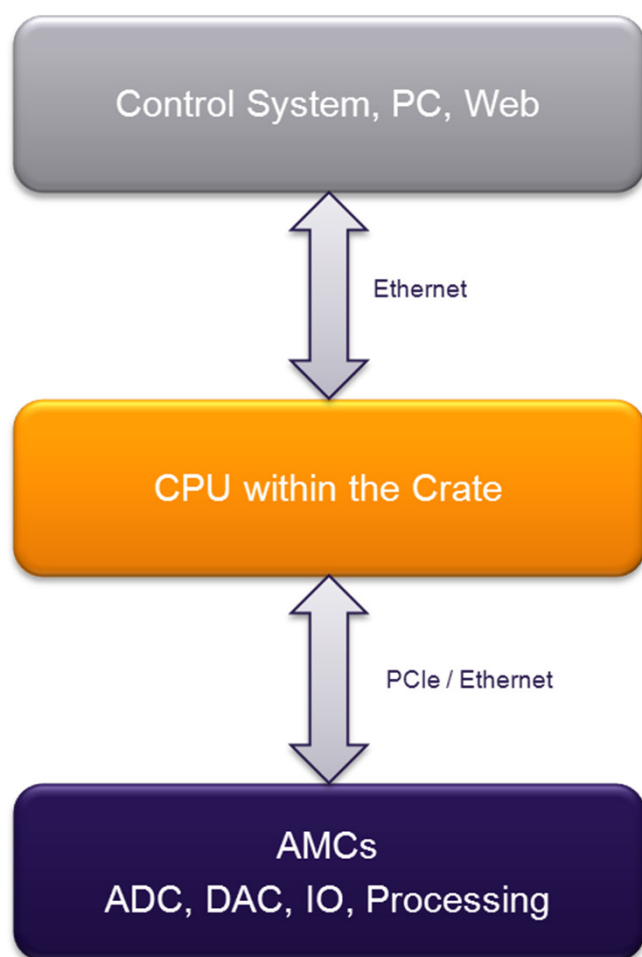 Control System, PC, Web
Ethernet
CPU within the Crate
PCIe / Ethernet
AMCs
ADC, DAC, IO, Processing